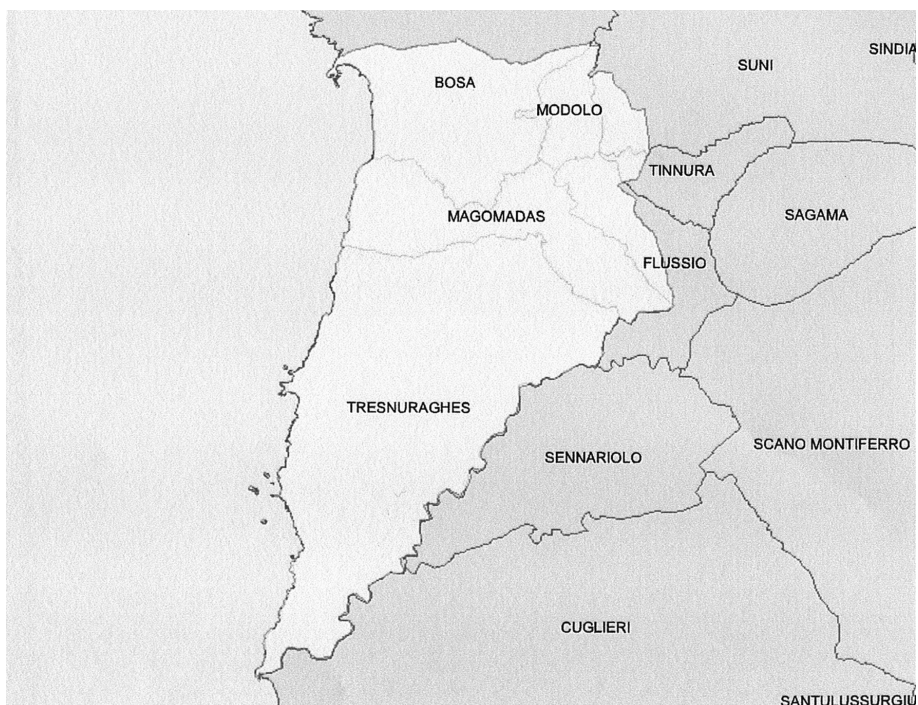 SINDIA
SUNI
BOSA
MODOLO
TINNURA
SAGAMA
MAGOMADAS
FLUSSIO
TRESNURAGHES
SCANO MONTIFERRO
SENNARIOLO
CUGLIERI
SANTULUSSURGIU